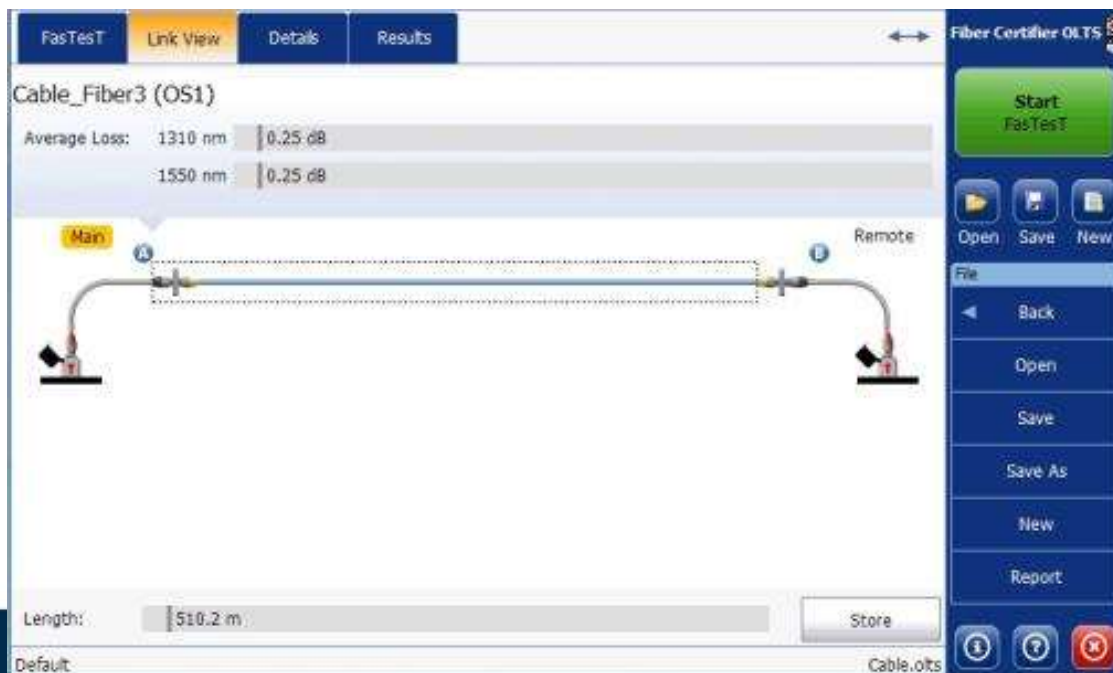 FasTesT Link View Details Results
Fiber Certifier OLTS
Cable_Fiber3 (OS1)
Average Loss: 1310 nm 0.25 dB
1550 nm 0.25 dB
Main
A
B
Remote
Length: 510.2 m
Store
Default
Cable.olts
Start
FasTesT
Open Save New
File
Back
Open
Save
Save As
New
Report